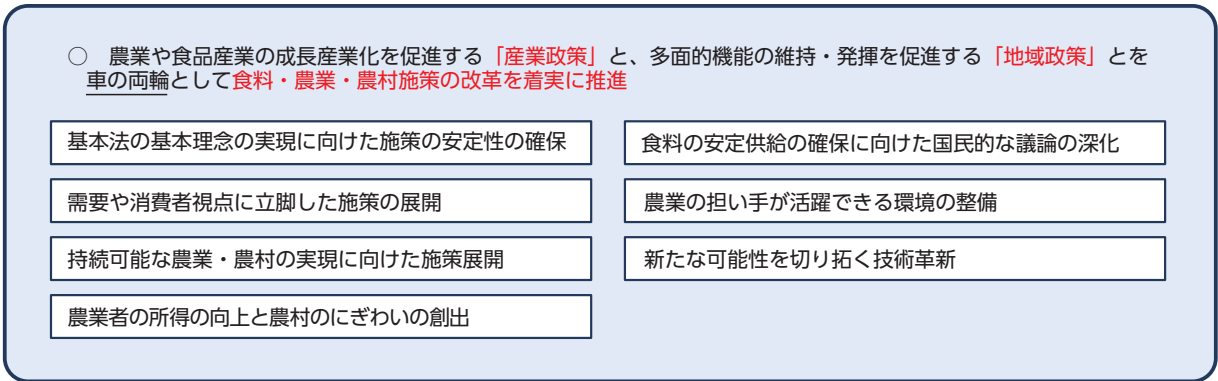 ○　農業や食品産業の成長産業化を促進する「産業政策」と、多面的機能の維持・発揮を促進する「地域政策」とを
車の両輪として食料・農業・農村施策の改革を着実に推進
基本法の基本理念の実現に向けた施策の安定性の確保
需要や消費者視点に立脚した施策の展開
持続可能な農業・農村の実現に向けた施策展開
農業者の所得の向上と農村のにぎわいの創出
食料の安定供給の確保に向けた国民的な議論の深化
農業の担い手が活躍できる環境の整備
新たな可能性を切り拓く技術革新